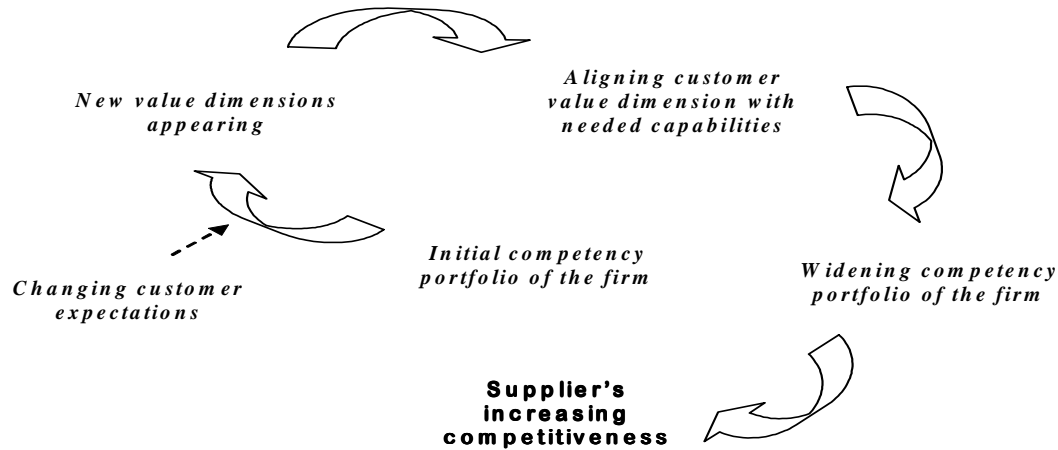 New value dimensions
appearing
Aligning customer
value dimension with
needed capabilities
Initial competency
portfolio of the firm
Widening competency
portfolio of the firm
Changing customer
expectations
Supplier's
increasing
competitiveness